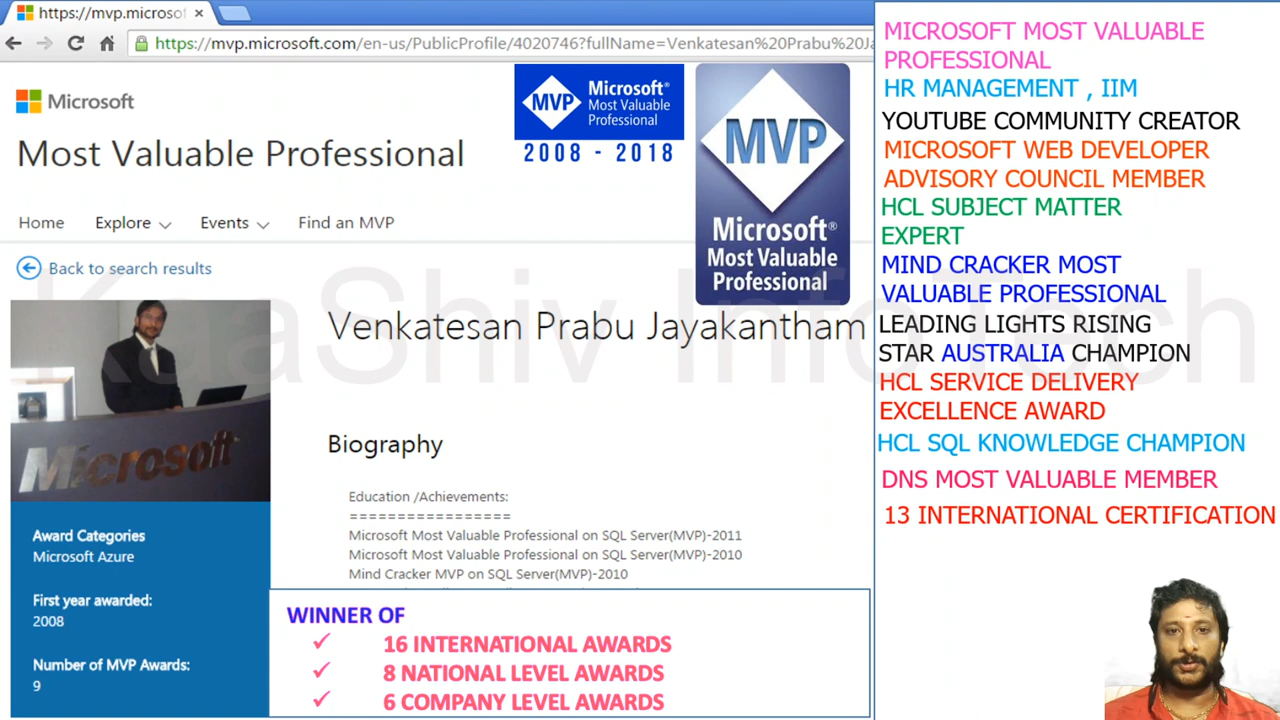 https://mvp.microsof
https://mvp.microsoft.com/en-us/PublicProfile/4020746?fullName=Venkatesan%20Prabu%20Ja
Microsoft
Most Valuable Professional
Microsoft®
Most Valuable
Professional
MVP
2008 - 2018
MVP
Microsoft®
Most Valuable
Professional
Home
Explore
Events
Find an MVP
Back to search results
KaaShiv InfoTech
Microsoft
Venkatesan Prabu Jayakantham
Biography
Education /Achievements:
=================
Microsoft Most Valuable Professional on SQL Server(MVP)-2011
Microsoft Most Valuable Professional on SQL Server(MVP)-2010
Mind Cracker MVP on SQL Server(MVP)-2010
Award Categories
Microsoft Azure
First year awarded:
2008
Number of MVP Awards:
9
WINNER OF
✓ 16 INTERNATIONAL AWARDS
✓ 8 NATIONAL LEVEL AWARDS
✓ 6 COMPANY LEVEL AWARDS
MICROSOFT MOST VALUABLE
PROFESSIONAL
HR MANAGEMENT , IIM
YOUTUBE COMMUNITY CREATOR
MICROSOFT WEB DEVELOPER
ADVISORY COUNCIL MEMBER
HCL SUBJECT MATTER
EXPERT
MIND CRACKER MOST
VALUABLE PROFESSIONAL
LEADING LIGHTS RISING
STAR AUSTRALIA CHAMPION
HCL SERVICE DELIVERY
EXCELLENCE AWARD
HCL SQL KNOWLEDGE CHAMPION
DNS MOST VALUABLE MEMBER
13 INTERNATIONAL CERTIFICATION